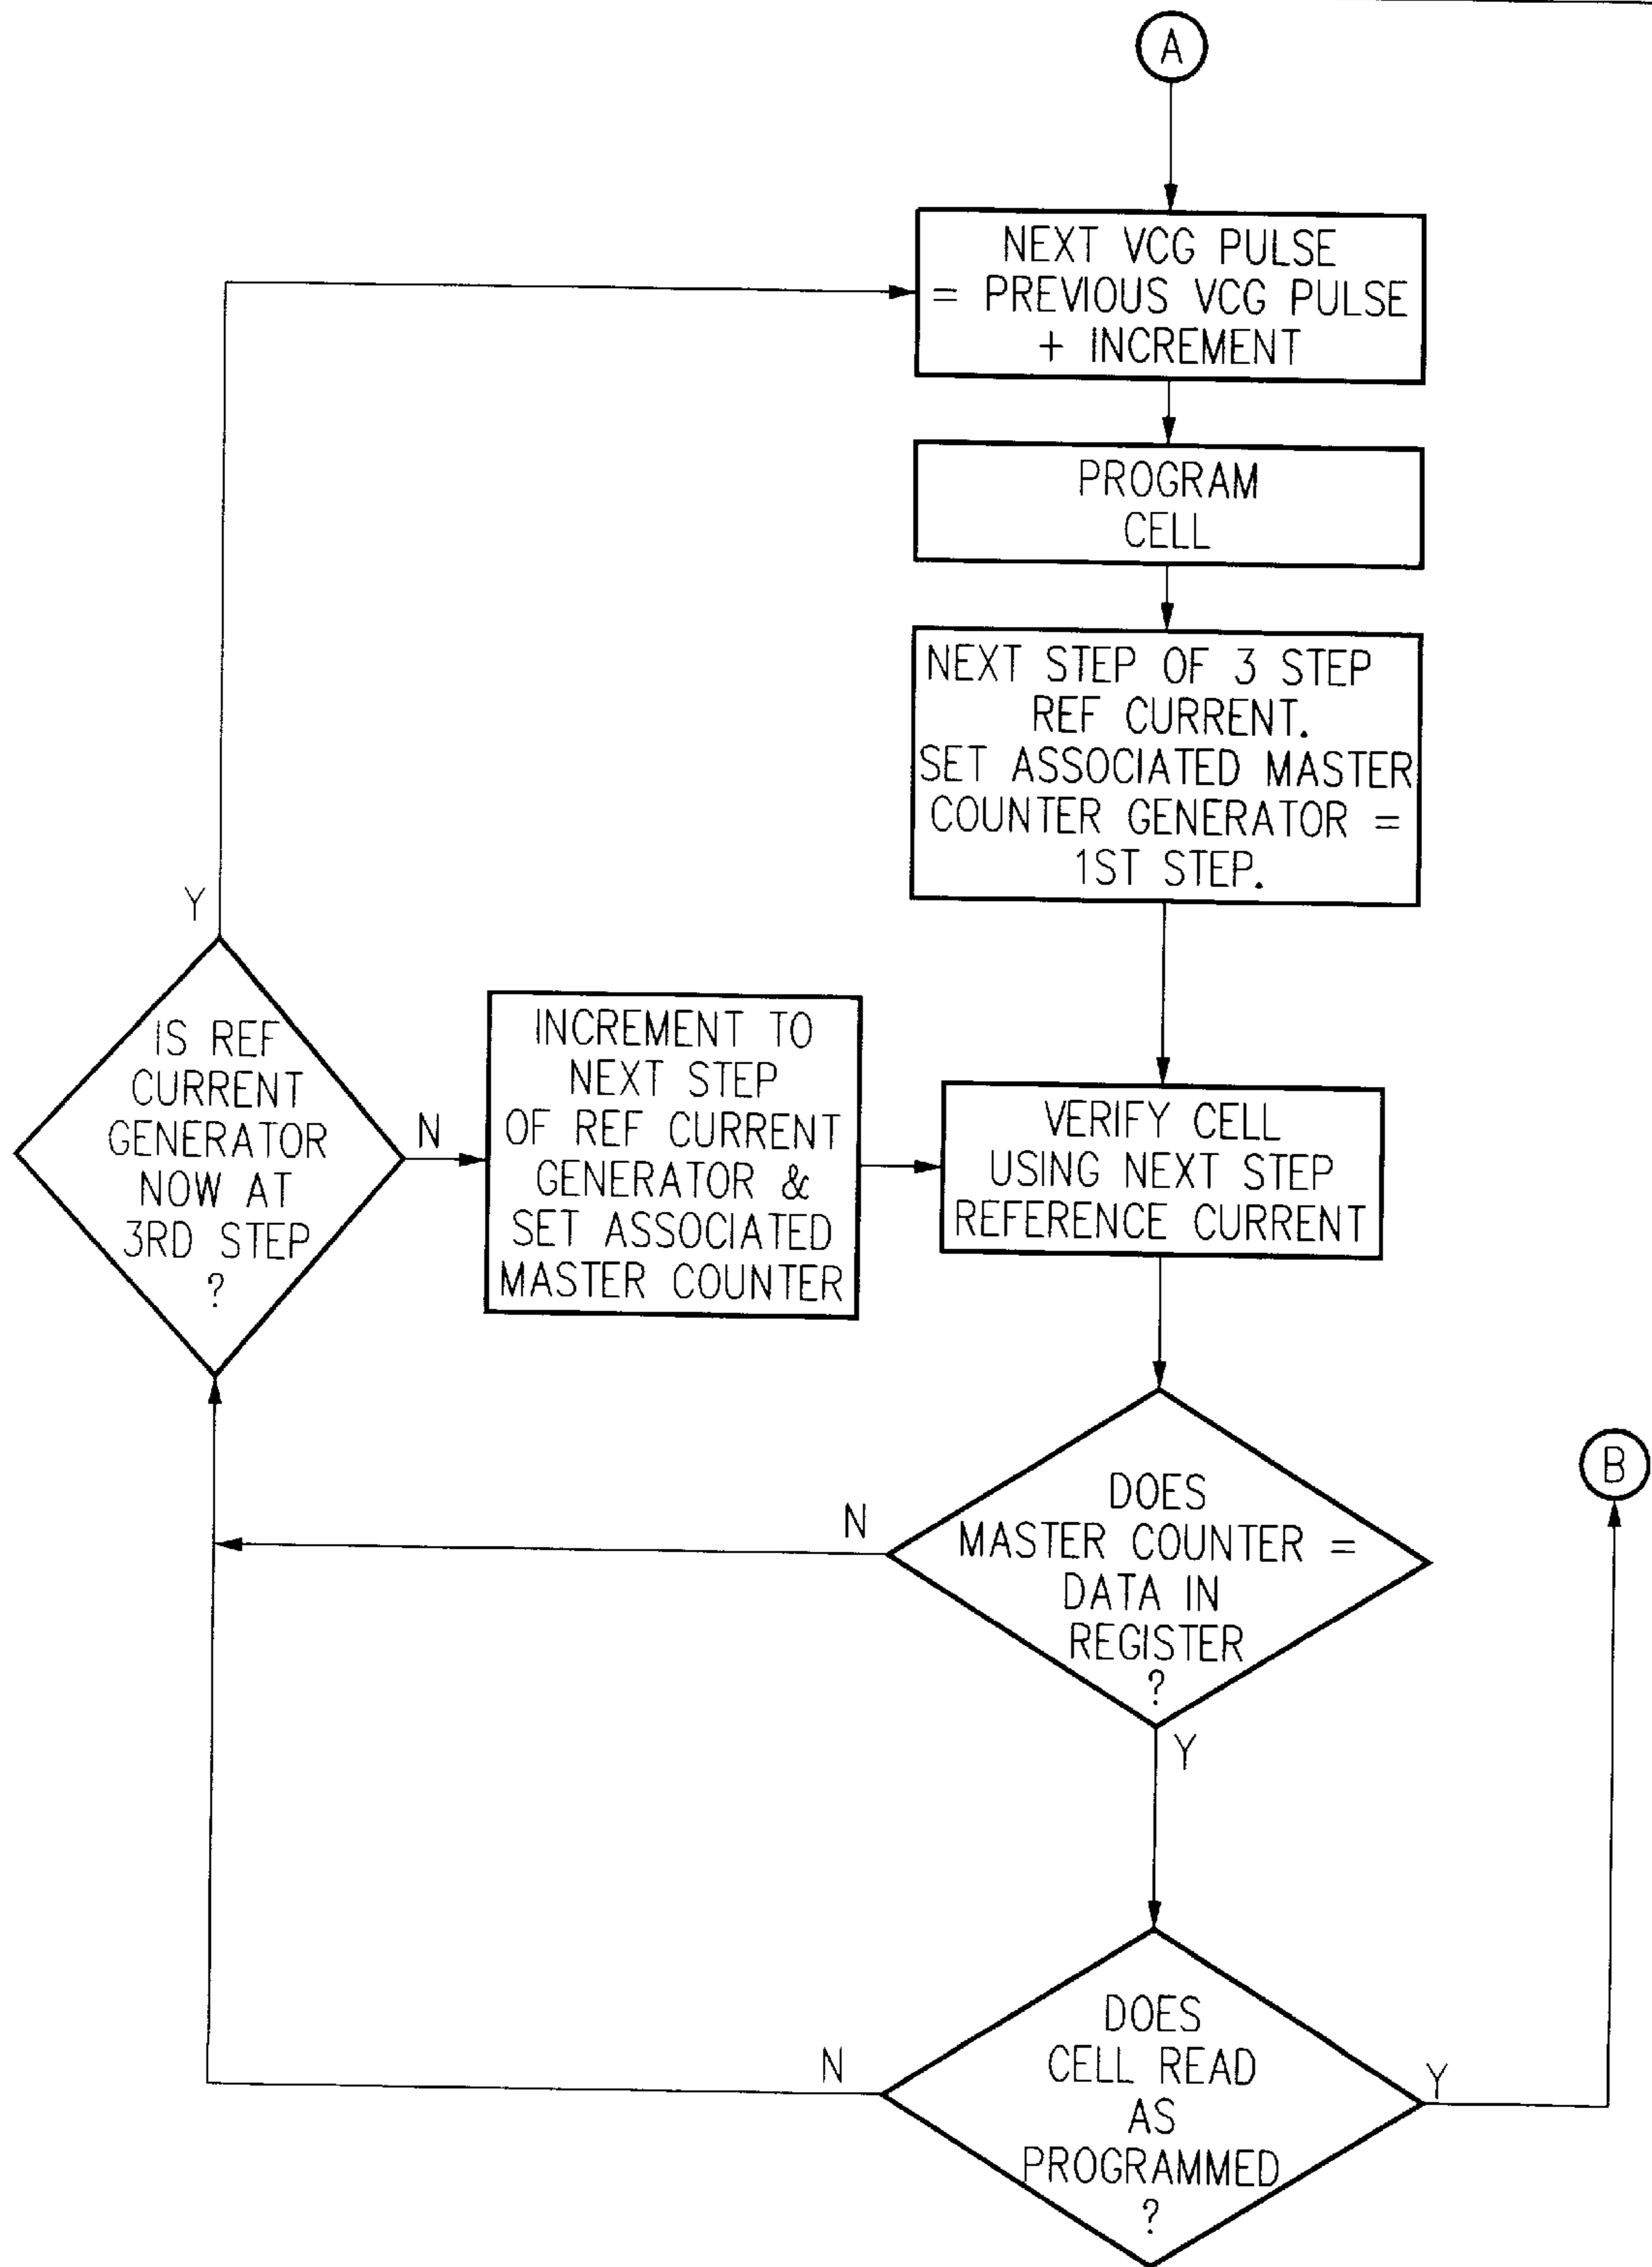 A
NEXT VCG PULSE
= PREVIOUS VCG PULSE
+ INCREMENT
PROGRAM
CELL
NEXT STEP OF 3 STEP
REF CURRENT.
SET ASSOCIATED MASTER
COUNTER GENERATOR =
1ST STEP.
Y
IS REF
CURRENT
GENERATOR
NOW AT
3RD STEP
?
N
INCREMENT TO
NEXT STEP
OF REF CURRENT
GENERATOR &
SET ASSOCIATED
MASTER COUNTER
VERIFY CELL
USING NEXT STEP
REFERENCE CURRENT
B
N
DOES
MASTER COUNTER =
DATA IN
REGISTER
?
Y
N
DOES
CELL READ
AS
PROGRAMMED
?
Y